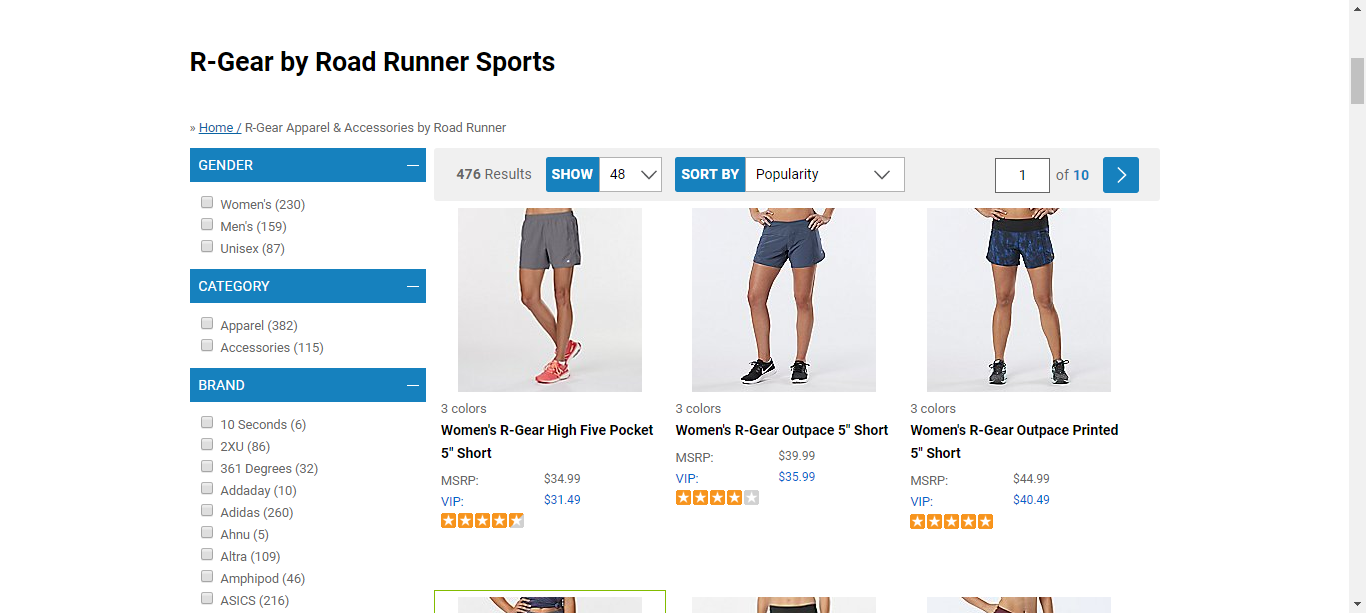 R-Gear by Road Runner Sports
» Home / R-Gear Apparel & Accessories by Road Runner
GENDER
Women's (230)
Men's (159)
Unisex (87)
CATEGORY
Apparel (382)
Accessories (115)
BRAND
10 Seconds (6)
2XU (86)
361 Degrees (32)
Addaday (10)
Adidas (260)
Ahnu (5)
Altra (109)
Amphipod (46)
ASICS (216)
476 Results SHOW 48 SORT BY Popularity 1 of 10
3 colors
Women's R-Gear High Five Pocket
5" Short
MSRP: $34.99
VIP: $31.49
3 colors
Women's R-Gear Outpace 5" Short
MSRP: $39.99
VIP: $35.99
3 colors
Women's R-Gear Outpace Printed
5" Short
MSRP: $44.99
VIP: $40.49